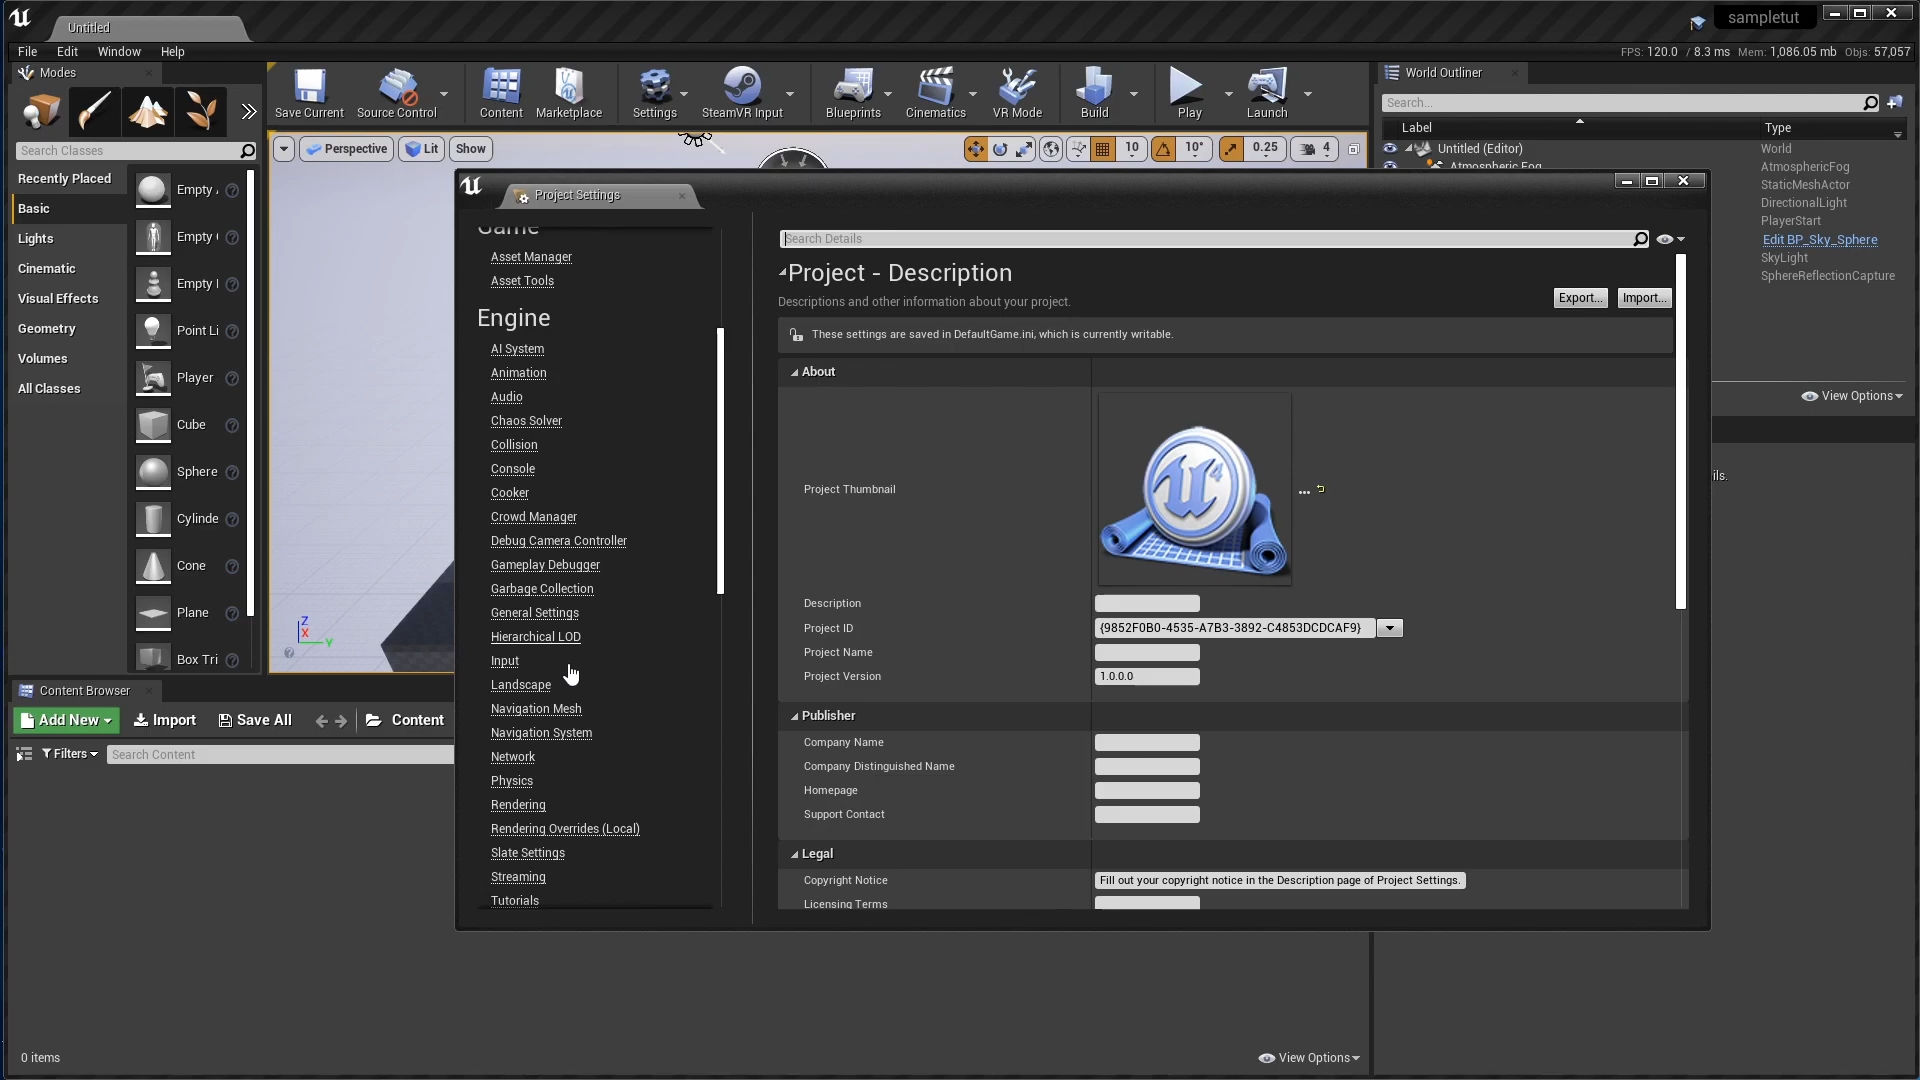 Untitled
sampletut
File Edit Window Help
FPS: 120.0 / 8.3 ms Mem: 1,086.05 mb Objs: 57,057
Modes
Save Current
Source Control
Content
Marketplace
Settings
SteamVR Input
Blueprints
Cinematics
VR Mode
Build
Play
Launch
World Outliner
Search...
Label Type
Untitled (Editor) World
Atmospheric Fog AtmosphericFog
StaticMeshActor
DirectionalLight
PlayerStart
Edit BP_Sky_Sphere
SkyLight
SphereReflectionCapture
View Options
ils.
Search Classes
Recently Placed
Basic
Lights
Cinematic
Visual Effects
Geometry
Volumes
All Classes
Empty
Empty
Empty
Point Li
Player
Cube
Sphere
Cylinde
Cone
Plane
Box Tri
Perspective Lit Show
10 10° 0.25 4
Z
X
Y
Project Settings
Game
Asset Manager
Asset Tools
Engine
AI System
Animation
Audio
Chaos Solver
Collision
Console
Cooker
Crowd Manager
Debug Camera Controller
Gameplay Debugger
Garbage Collection
General Settings
Hierarchical LOD
Input
Landscape
Navigation Mesh
Navigation System
Network
Physics
Rendering
Rendering Overrides (Local)
Slate Settings
Streaming
Tutorials
Search Details
Project - Description
Descriptions and other information about your project.
Export... Import...
These settings are saved in DefaultGame.ini, which is currently writable.
About
Project Thumbnail
4
Description
Project ID {9852F0B0-4535-A7B3-3892-C4853DCDCAF9}
Project Name
Project Version 1.0.0.0
Publisher
Company Name
Company Distinguished Name
Homepage
Support Contact
Legal
Copyright Notice Fill out your copyright notice in the Description page of Project Settings.
Licensing Terms
Content Browser
Add New Import Save All Content
Filters Search Content
0 items
View Options